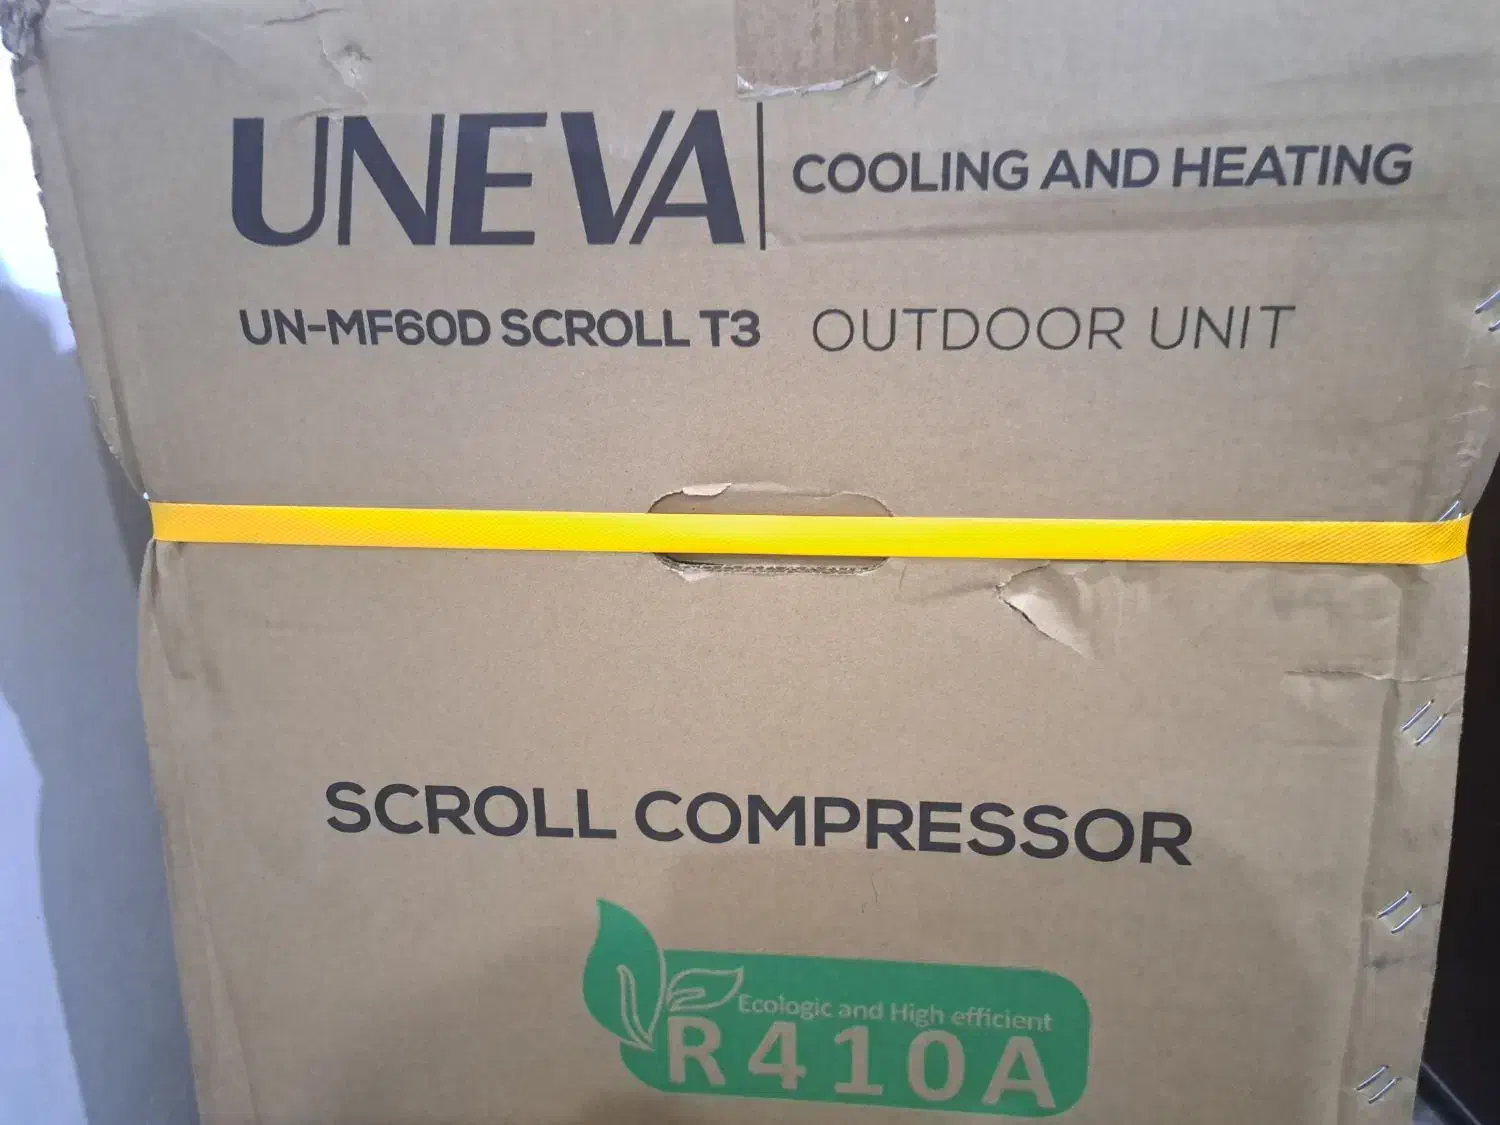 UNEVA COOLING AND HEATING
UN-MF60D SCROLL T3 OUTDOOR UNIT
SCROLL COMPRESSOR
Ecologic and High efficient
R410A